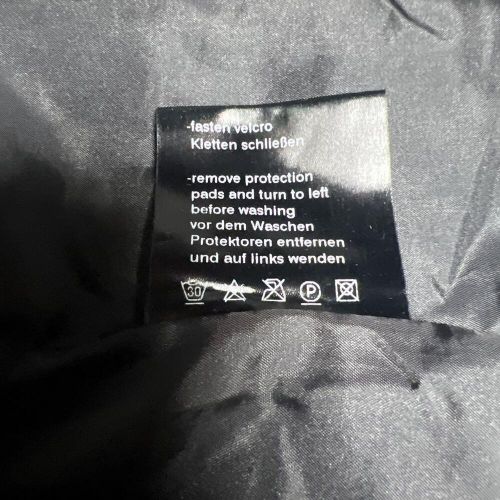 -fasten velcro
Kletten schließen
-remove protection
pads and turn to left
before washing
vor dem Waschen
Protektoren entfernen
und auf links wenden
30 P